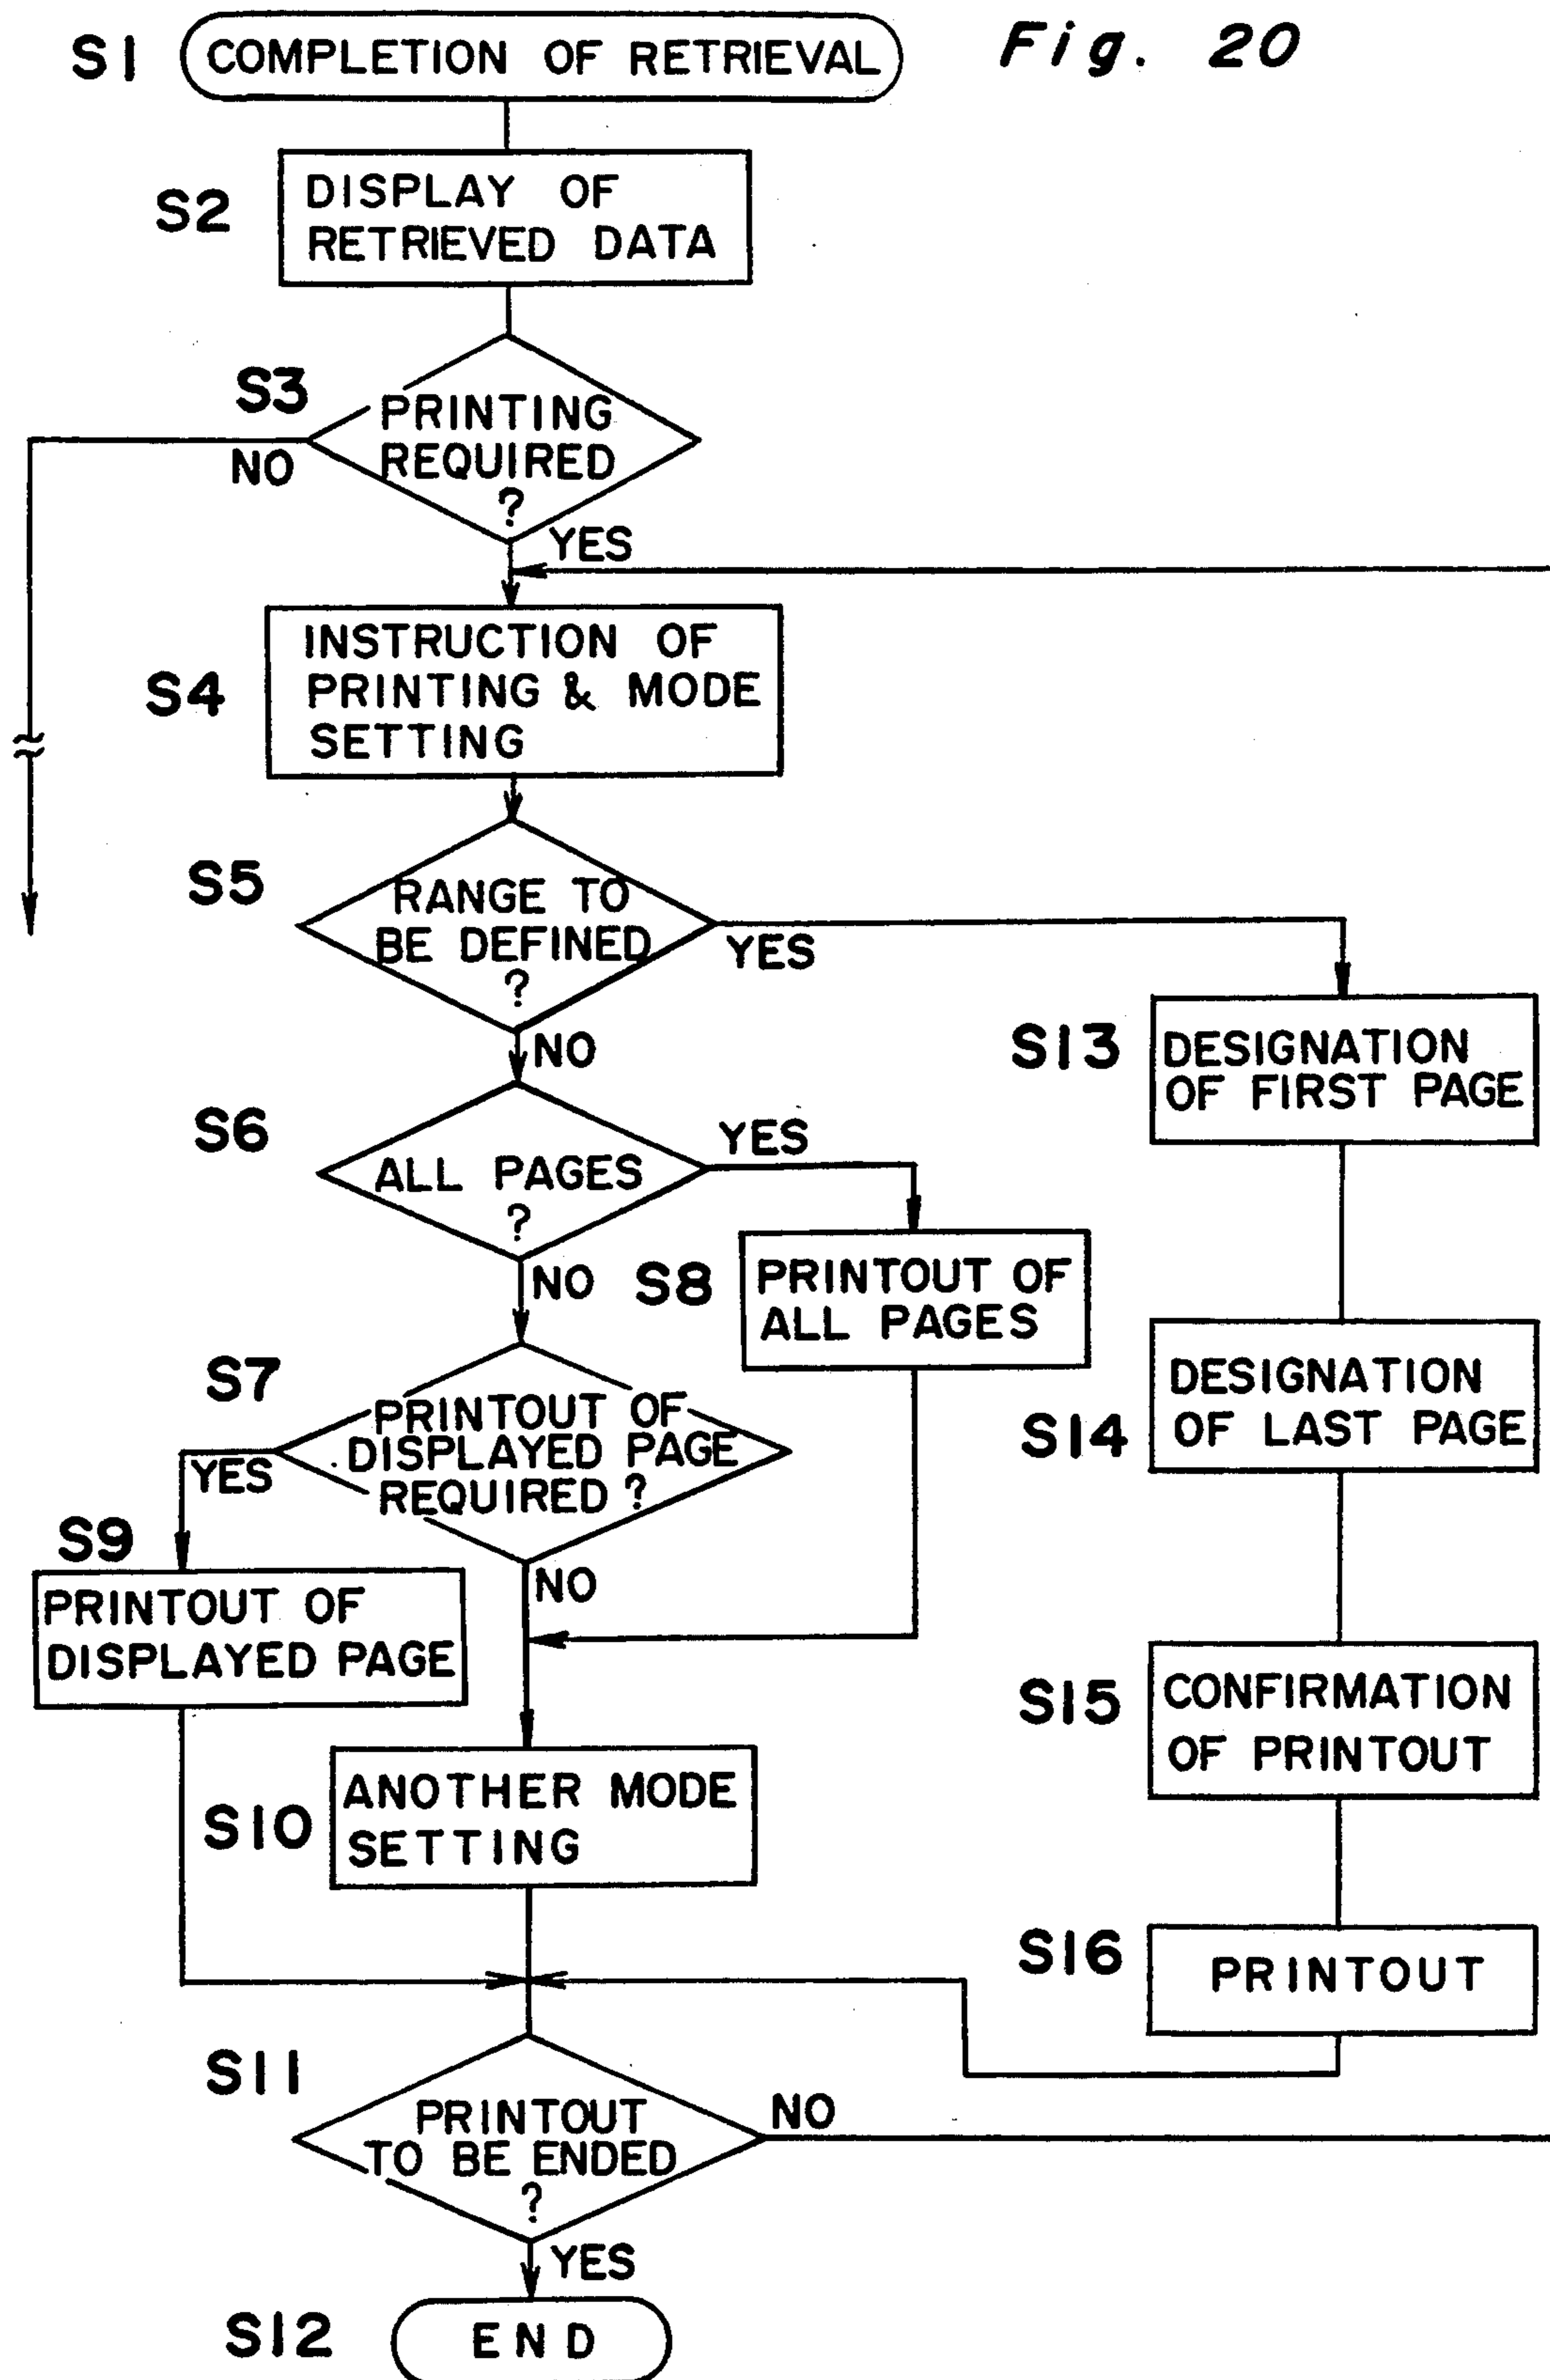 Fig. 20
S1
COMPLETION OF RETRIEVAL
S2
DISPLAY OF
RETRIEVED DATA
S3
PRINTING
REQUIRED
?
NO
YES
S4
INSTRUCTION OF
PRINTING & MODE
SETTING
S5
RANGE TO
BE DEFINED
?
YES
NO
S6
ALL PAGES
?
YES
NO
S8
PRINTOUT OF
ALL PAGES
S7
PRINTOUT OF
DISPLAYED PAGE
REQUIRED ?
YES
NO
S9
PRINTOUT OF
DISPLAYED PAGE
S10
ANOTHER MODE
SETTING
S13
DESIGNATION
OF FIRST PAGE
S14
DESIGNATION
OF LAST PAGE
S15
CONFIRMATION
OF PRINTOUT
S16
PRINTOUT
S11
PRINTOUT
TO BE ENDED
?
NO
YES
S12
END